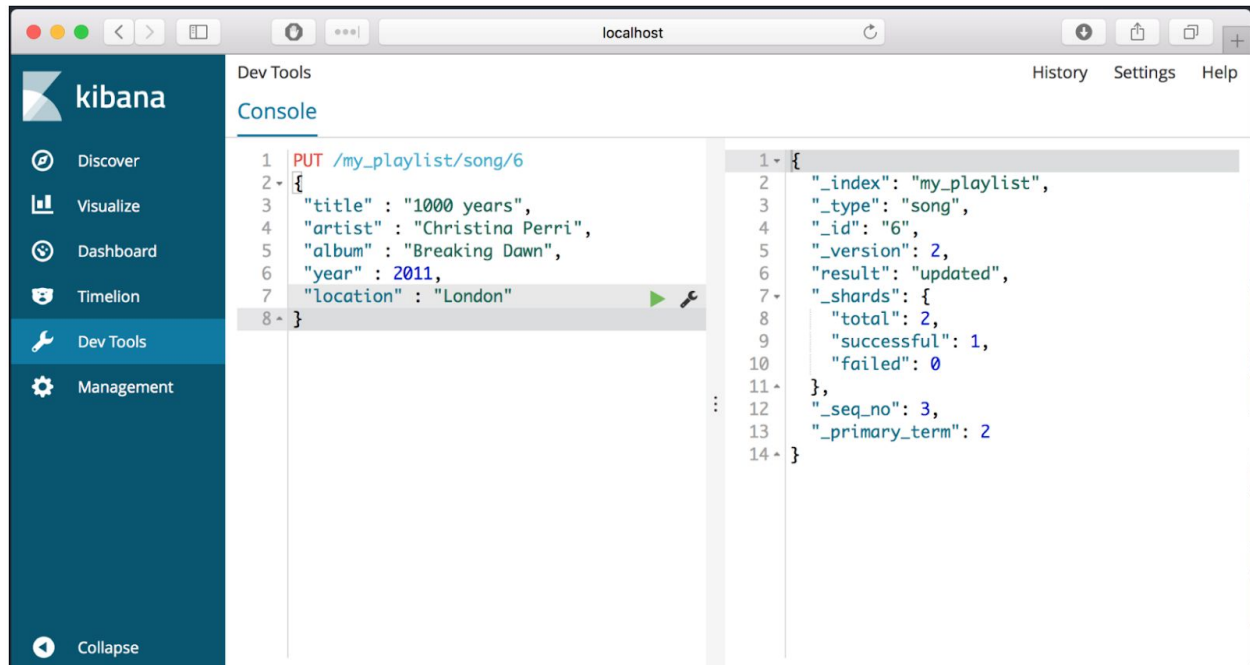 localhost
kibana
Discover
Visualize
Dashboard
Timelion
Dev Tools
Management
Collapse
Dev Tools
History Settings Help
Console
1 PUT /my_playlist/song/6
2 {
3 "title" : "1000 years",
4 "artist" : "Christina Perri",
5 "album" : "Breaking Dawn",
6 "year" : 2011,
7 "location" : "London"
8 }
1 {
2 "_index": "my_playlist",
3 "_type": "song",
4 "_id": "6",
5 "_version": 2,
6 "result": "updated",
7 "_shards": {
8 "total": 2,
9 "successful": 1,
10 "failed": 0
11 },
12 "_seq_no": 3,
13 "_primary_term": 2
14 }